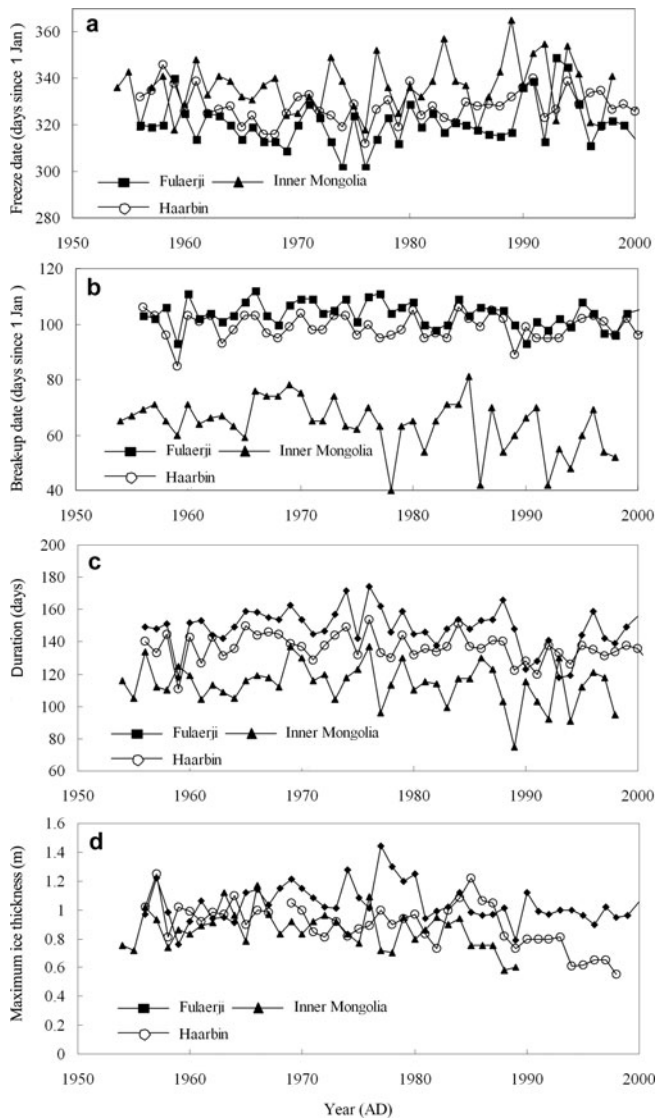 a
Freeze date (days since 1 Jan)
360
340
320
300
280
Fulaerji
Inner Mongolia
Haarbin
1950
1960
1970
1980
1990
2000
b
Break-up date (days since 1 Jan)
120
100
80
60
40
Fulaerji
Inner Mongolia
Haarbin
1950
1960
1970
1980
1990
2000
c
Duration (days)
200
180
160
140
120
100
80
60
Fulaerji
Inner Mongolia
Haarbin
1950
1960
1970
1980
1990
2000
d
Maximum ice thickness (m)
1.6
1.4
1.2
1
0.8
0.6
0.4
0.2
0
Fulaerji
Inner Mongolia
Haarbin
1950
1960
1970
1980
1990
2000
Year (AD)